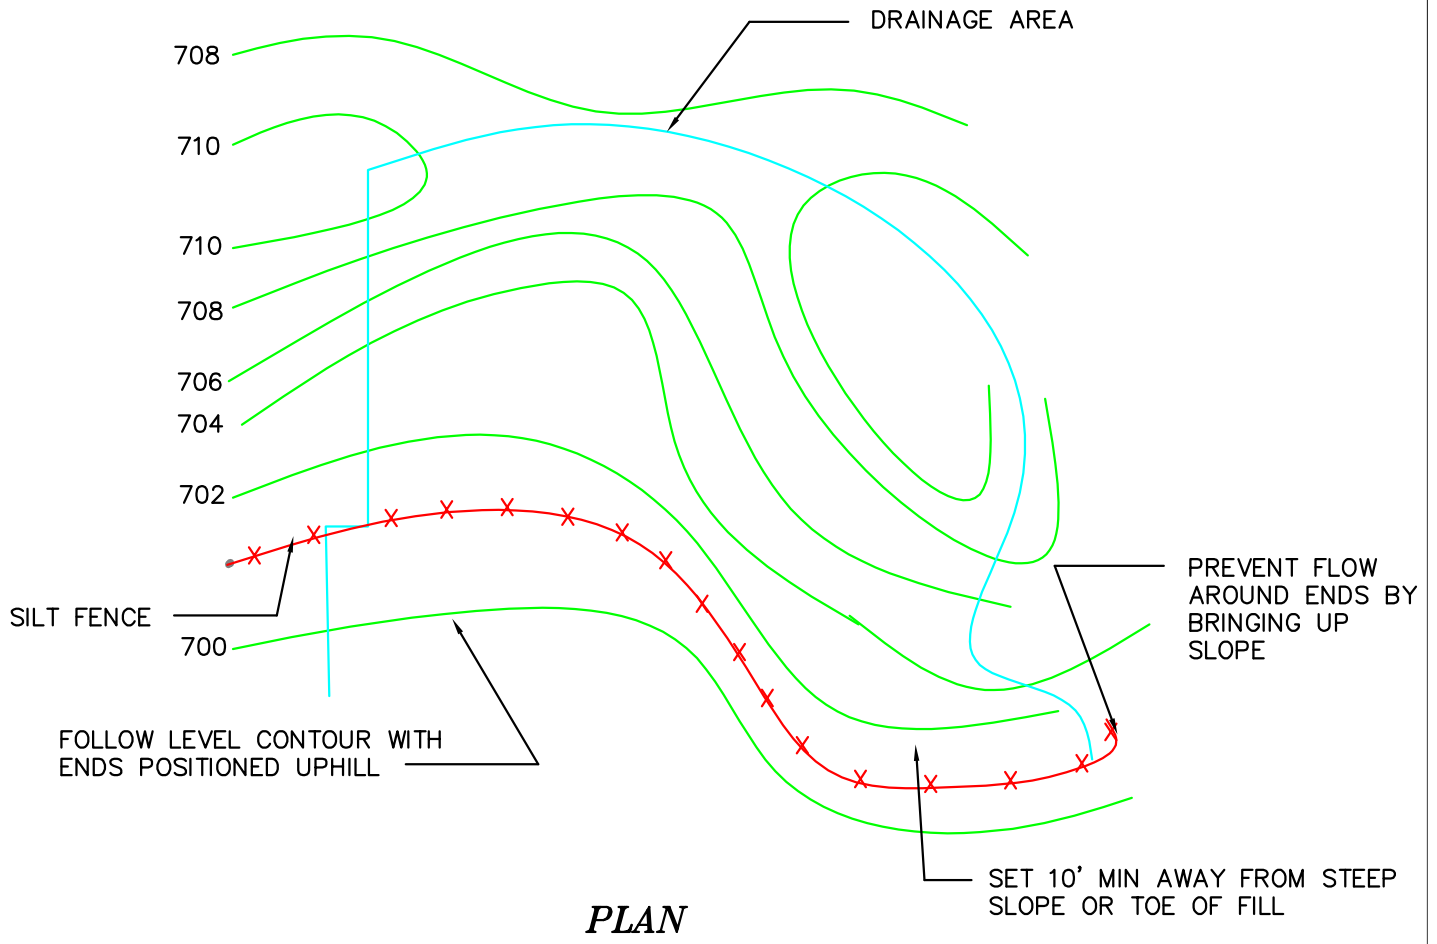 DRAINAGE AREA
708
710
710
708
706
704
702
SILT FENCE
700
PREVENT FLOW
AROUND ENDS BY
BRINGING UP
SLOPE
FOLLOW LEVEL CONTOUR WITH
ENDS POSITIONED UPHILL
SET 10' MIN AWAY FROM STEEP
SLOPE OR TOE OF FILL
PLAN